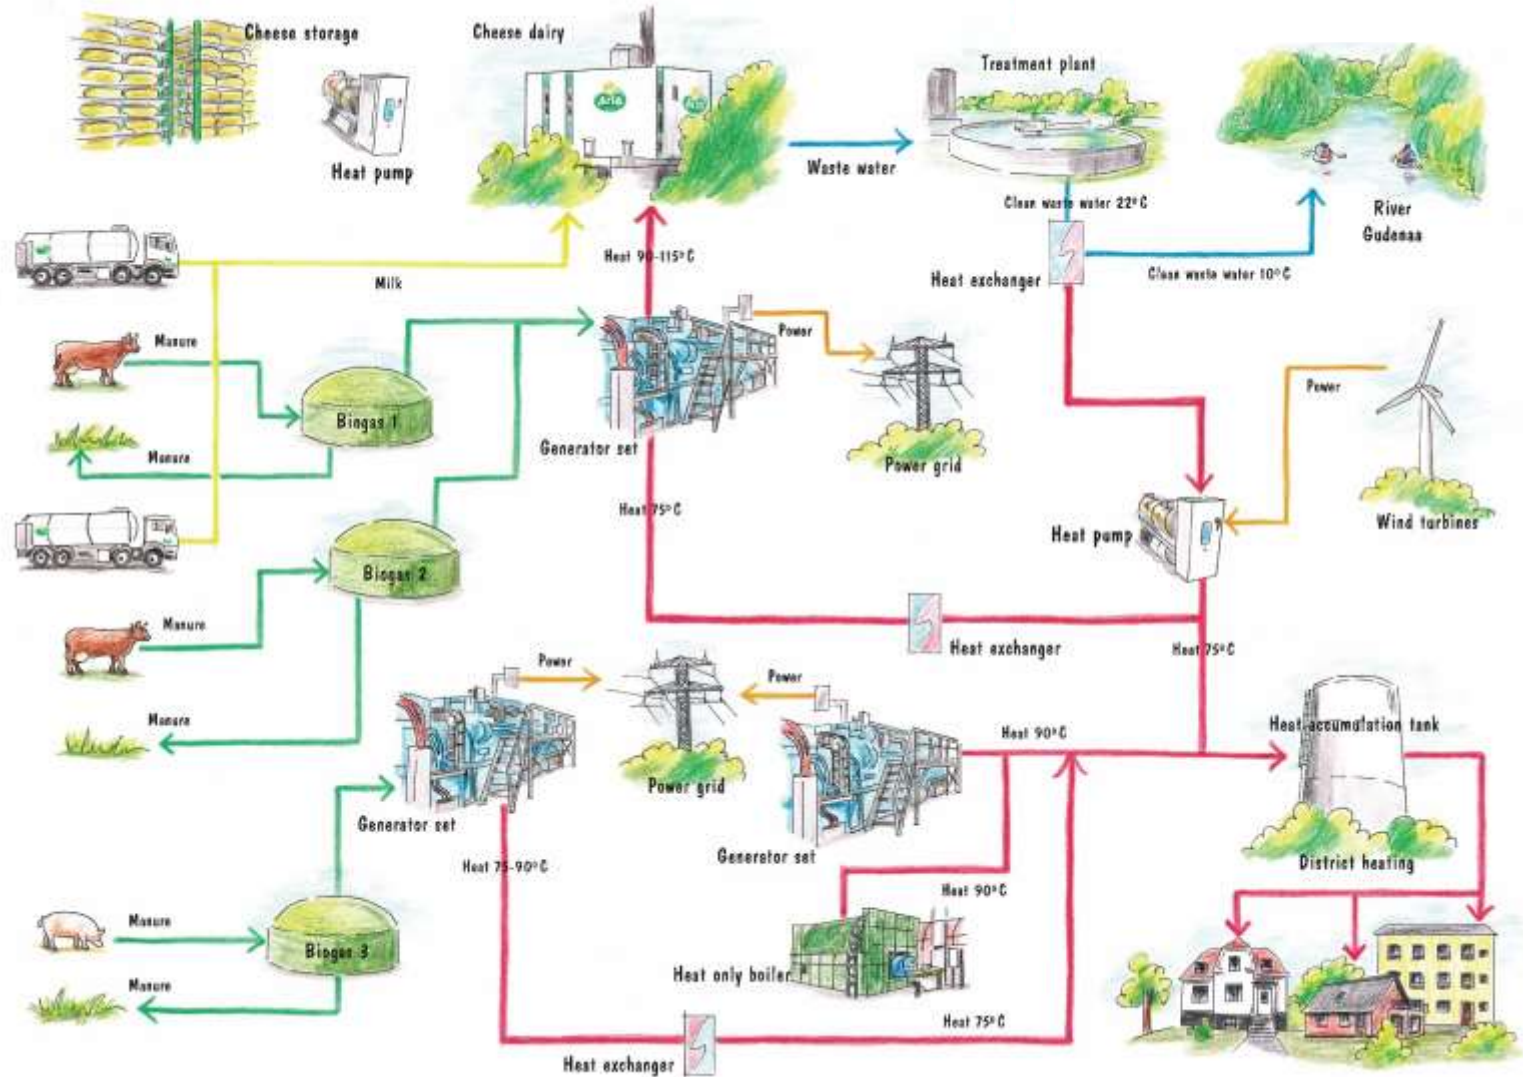 Cheese storage
Cheese dairy
Arla
Treatment plant
Heat pump
Waste water
Clean waste water 22°C
River
Gudenaa
Heat 90-115°C
Milk
Heat exchanger
Clean waste water 10°C
Manure
Power
Biogas 1
Generator set
Power grid
Power
Manure
Heat 75°C
Heat pump
Wind turbines
Biogas 2
Manure
Heat exchanger
Heat 75°C
Power
Power
Manure
Heat 90°C
Heat accumulation tank
Power grid
Generator set
Generator set
Heat 75-90°C
District heating
Heat 90°C
Manure
Biogas 3
Heat only boiler
Manure
Heat 75°C
Heat exchanger